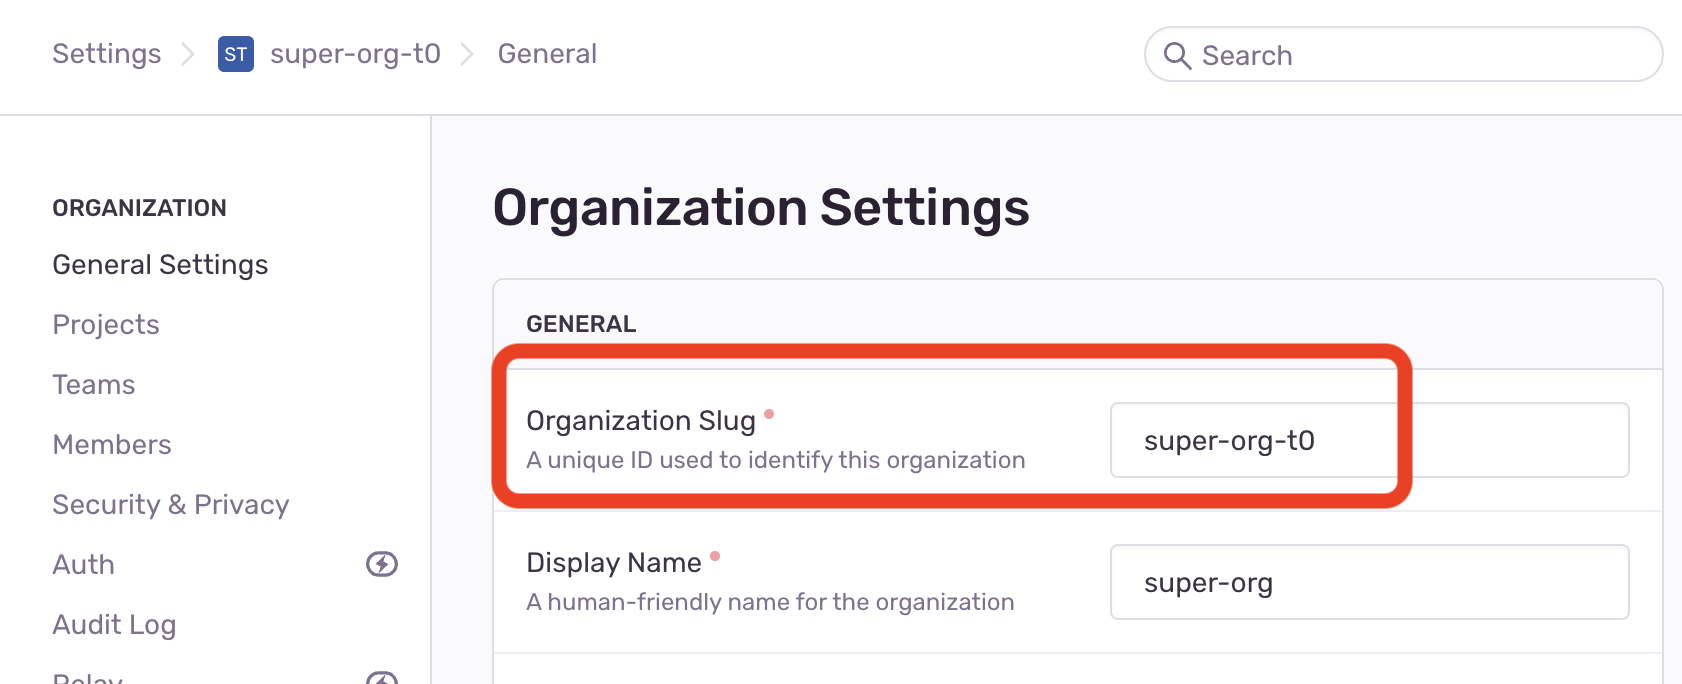 Settings
ST super-org-t0
General
Search
ORGANIZATION
General Settings
Projects
Teams
Members
Security & Privacy
Auth
Audit Log
Relay
Organization Settings
GENERAL
Organization Slug
A unique ID used to identify this organization
super-org-t0
Display Name
A human-friendly name for the organization
super-org